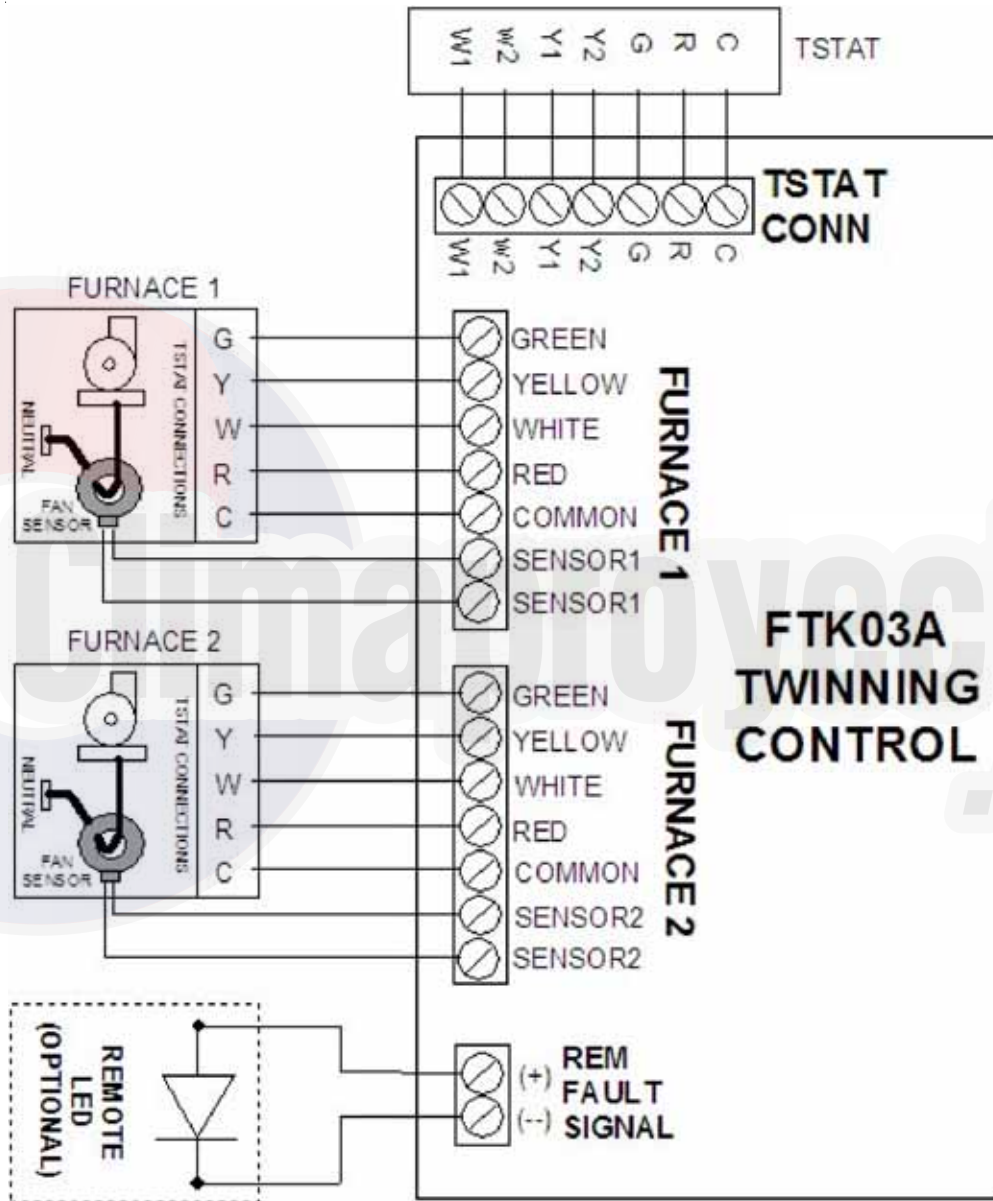 W1 W2 Y1 Y2 G R C
TSTAT
TSTAT
CONN
W1 W2 Y1 Y2 G R C
FURNACE 1
G
Y
W
R
C
TSTAT CONNECTIONS
NEUTRAL
FAN
SENSOR
GREEN
YELLOW
WHITE
RED
COMMON
SENSOR1
SENSOR1
FURNACE 1
FTK03A
TWINNING
CONTROL
FURNACE 2
G
Y
W
R
C
TSTAT CONNECTIONS
NEUTRAL
FAN
SENSOR
GREEN
YELLOW
WHITE
RED
COMMON
SENSOR2
SENSOR2
FURNACE 2
REMOTE
LED
(OPTIONAL)
(+)
(--)
REM
FAULT
SIGNAL